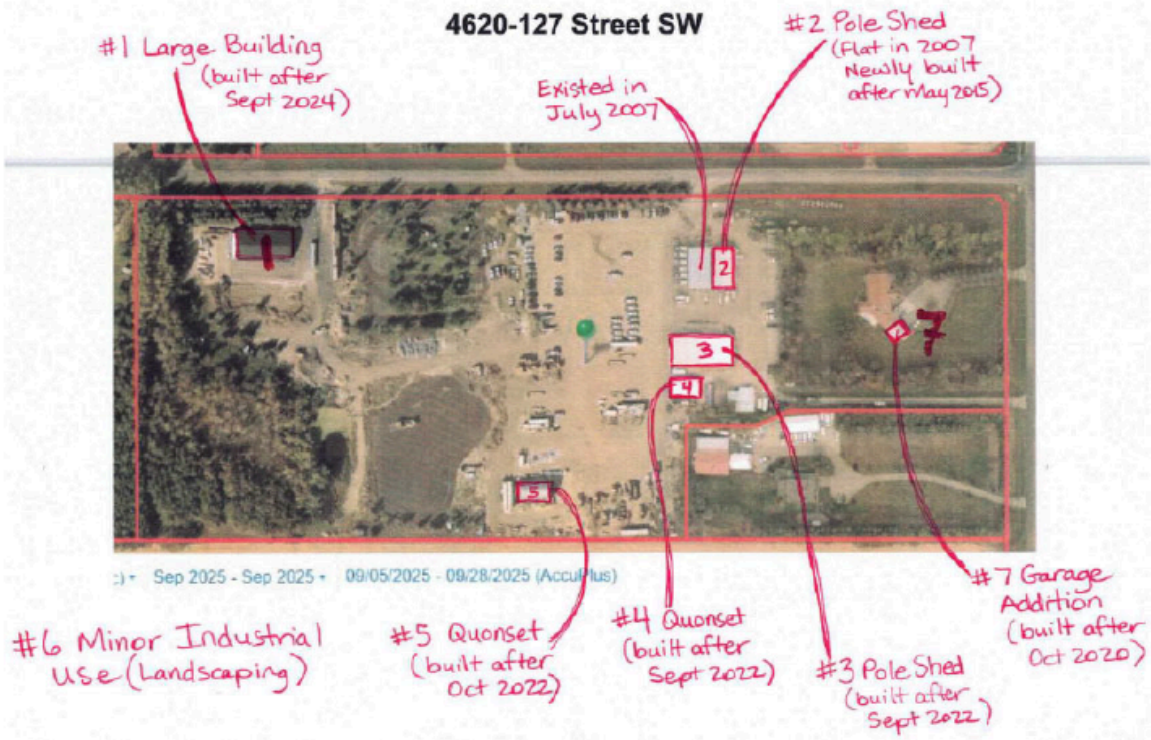 4620-127 Street SW
#1 Large Building
(built after
Sept 2024)
Existed in
July 2007
#2 Pole Shed
(Flat in 2007
Newly built
after May 2015)
1
2
3
4
5
7
Sep 2025 - Sep 2025
09/05/2025 - 09/28/2025 (AccuPlus)
#6 Minor Industrial
Use (Landscaping)
#5 Quonset
(built after
Oct 2022)
#4 Quonset
(built after
Sept 2022)
#3 Pole Shed
(built after
Sept 2022)
#7 Garage
Addition
(built after
Oct 2020)